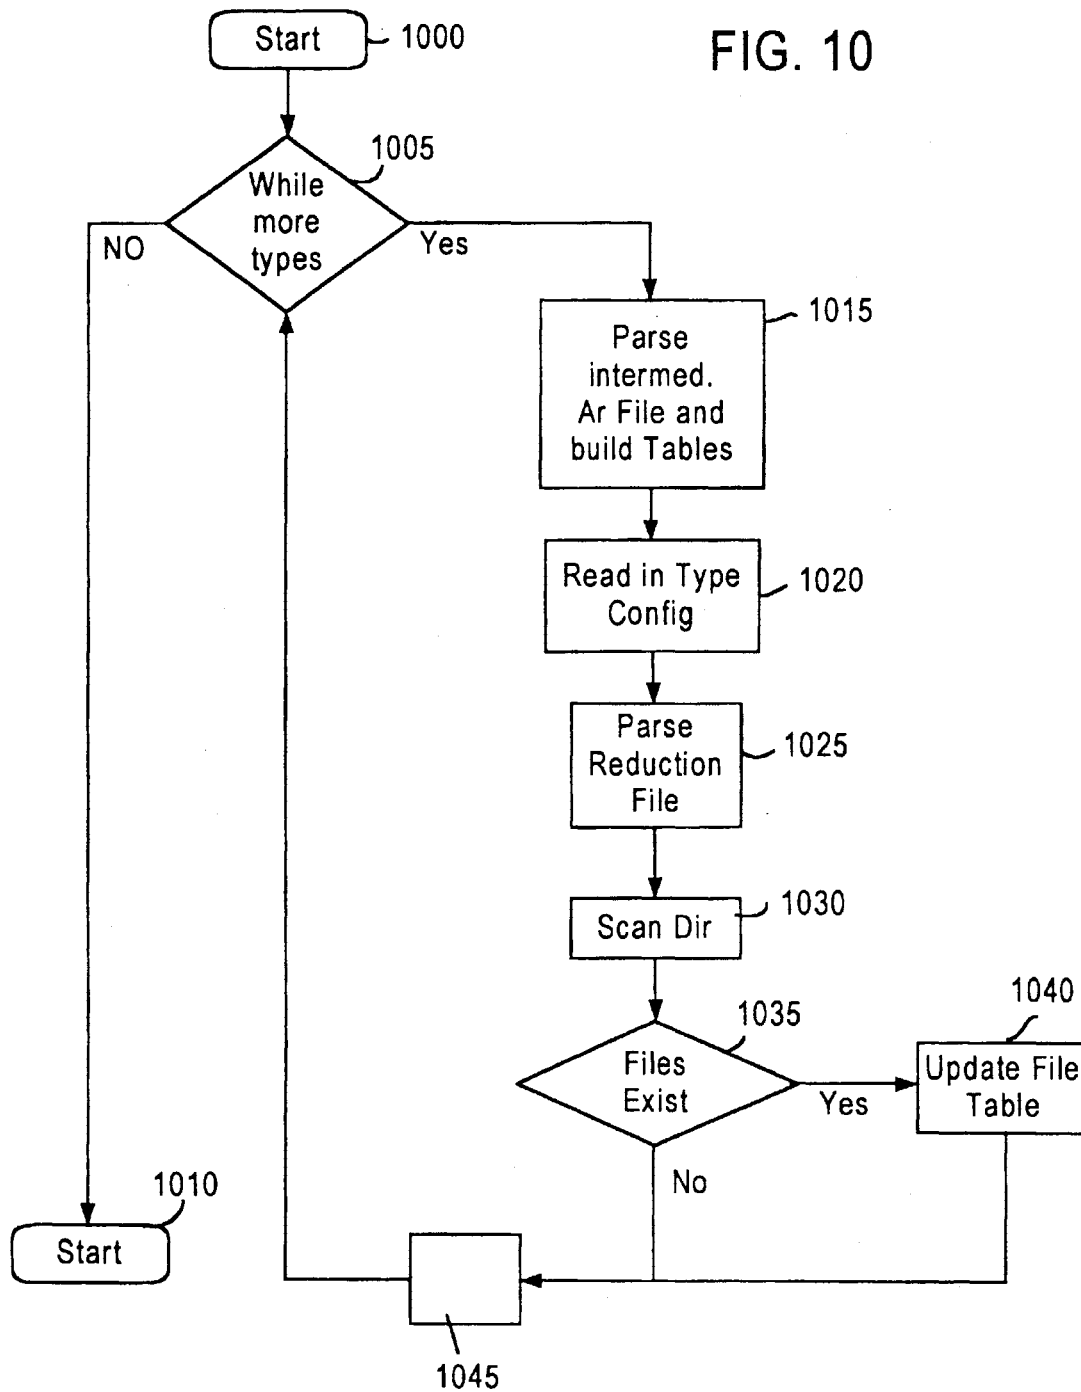 FIG. 10
Start
1000
While
more
types
1005
NO
Yes
Parse
intermed.
Ar File and
build Tables
1015
Read in Type
Config
1020
Parse
Reduction
File
1025
Scan Dir
1030
Files
Exist
1035
Yes
No
Update File
Table
1040
Start
1010
1045